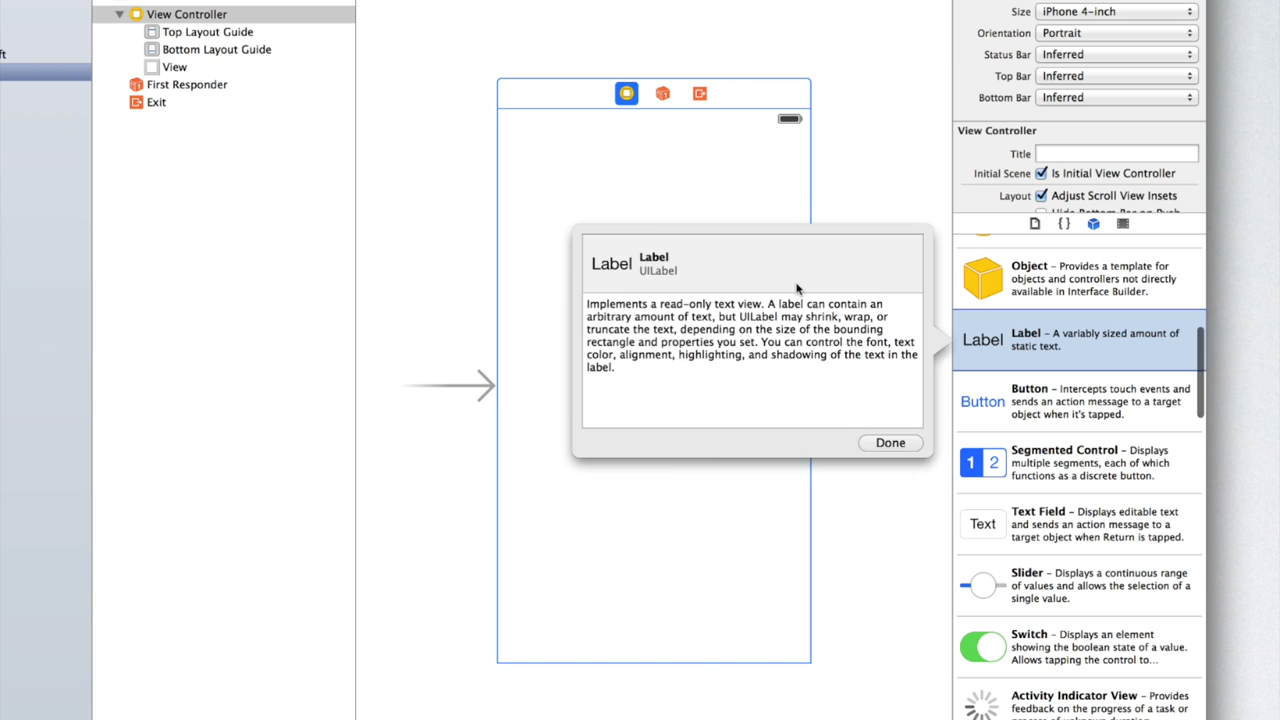 ft
View Controller
Top Layout Guide
Bottom Layout Guide
View
First Responder
Exit
Label
Label
UILabel
Implements a read-only text view. A label can contain an
arbitrary amount of text, but UILabel may shrink, wrap, or
truncate the text, depending on the size of the bounding
rectangle and properties you set. You can control the font, text
color, alignment, highlighting, and shadowing of the text in the
label.
Done
Size iPhone 4-inch
Orientation Portrait
Status Bar Inferred
Top Bar Inferred
Bottom Bar Inferred
View Controller
Title
Initial Scene Is Initial View Controller
Layout Adjust Scroll View Insets
Hide Bottom Bar on Push
{ }
Object - Provides a template for
objects and controllers not directly
available in Interface Builder.
Label
Label - A variably sized amount of
static text.
Button
Button - Intercepts touch events and
sends an action message to a target
object when it's tapped.
1 2
Segmented Control - Displays
multiple segments, each of which
functions as a discrete button.
Text
Text Field - Displays editable text
and sends an action message to a
target object when Return is tapped.
Slider - Displays a continuous range
of values and allows the selection of a
single value.
Switch - Displays an element
showing the boolean state of a value.
Allows tapping the control to...
Activity Indicator View - Provides
feedback on the progress of a task or
process of unknown duration.